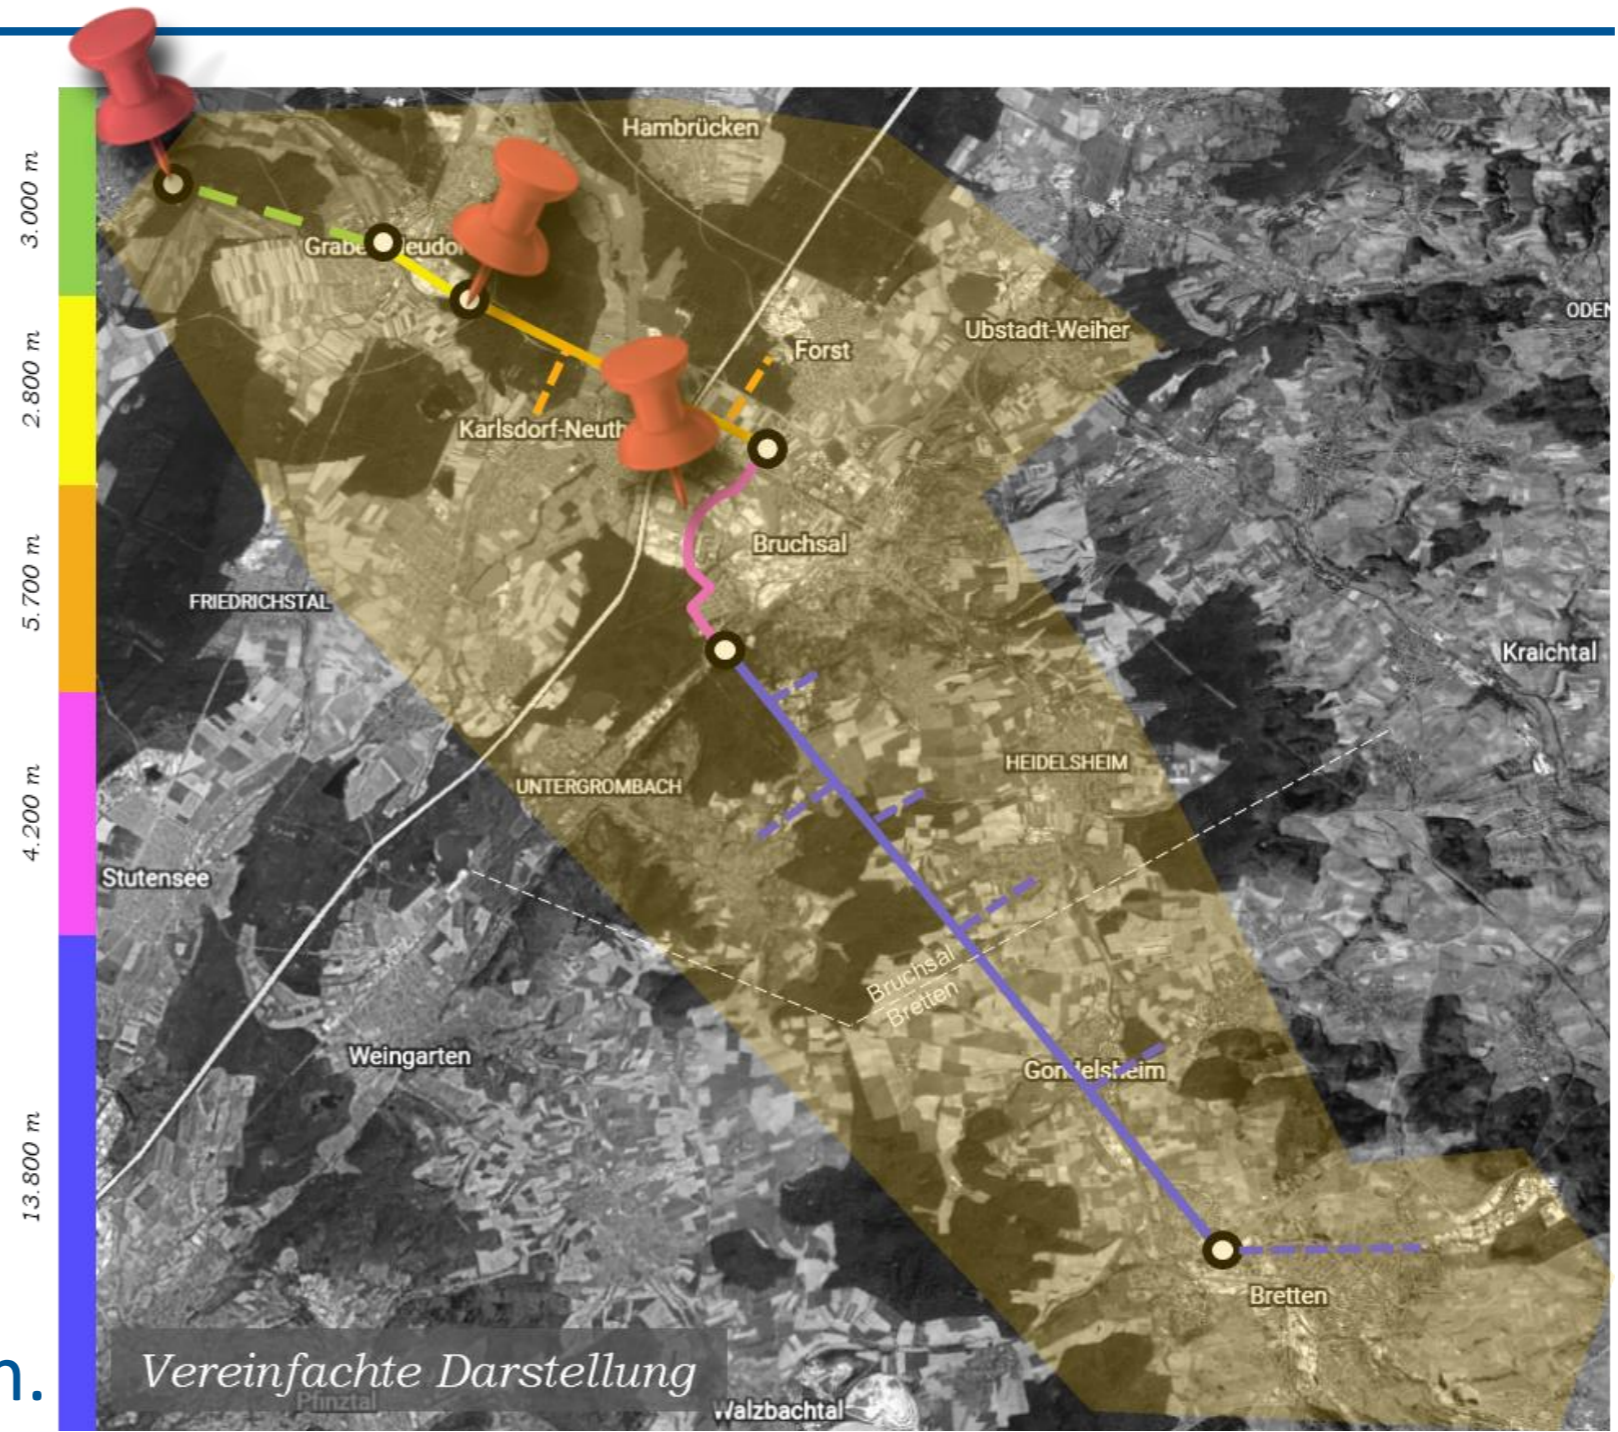 3.000 m
2.800 m
5.700 m
4.200 m
13.800 m
n.
Hambrücken
Ubstadt-Weiher
Forst
Karlsdorf-Neuth
Bruchsal
FRIEDRICHSTAL
Kraichtal
HEIDELSHEIM
UNTERGROMBACH
Stutensee
Bruchsal
Bretten
Weingarten
Gondelsheim
Bretten
Vereinfachte Darstellung
Pfinztal
Walzbachtal